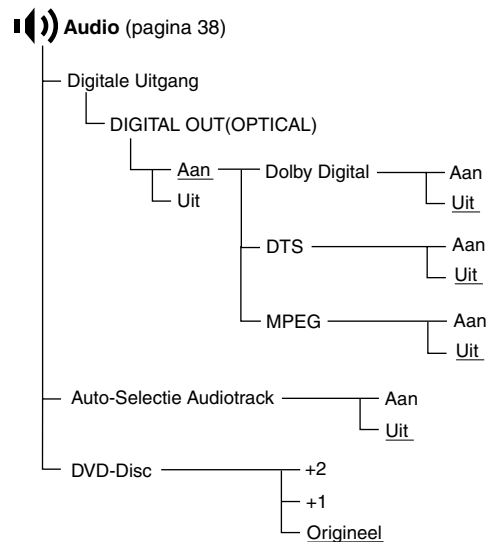 Audio (pagina 38)
Digitale Uitgang
DIGITAL OUT(OPTICAL)
Aan Dolby Digital Aan
Uit Uit
DTS Aan
Uit
MPEG Aan
Uit
Auto-Selectie Audiotrack Aan
Uit
DVD-Disc +2
+1
Origineel